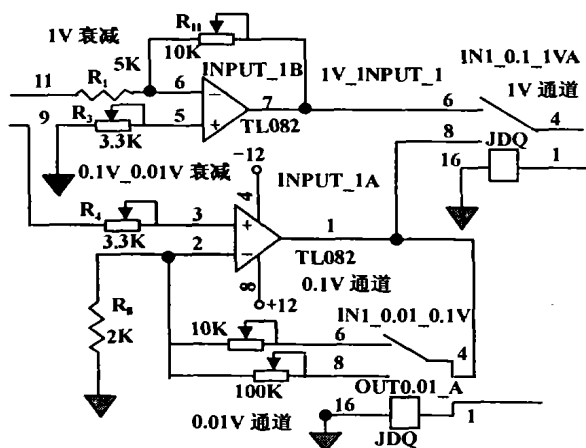 1V 衰减
R11
10K
5K
INPUT_1B
1V_1NPUT_1
IN1_0.1_1VA
11
R1
6
7
6
1V 通道
4
9
R3
5
TL082
8
JDQ
3.3K
16
1
0.1V_0.01V 衰减
-12
INPUT_1A
4
R4
3
1
3.3K
2
TL082
8
0.1V 通道
R5
+12
IN1_0.01_0.1V
2K
10K
6
4
8
100K
OUT0.01_A
0.01V 通道
16
1
JDQ